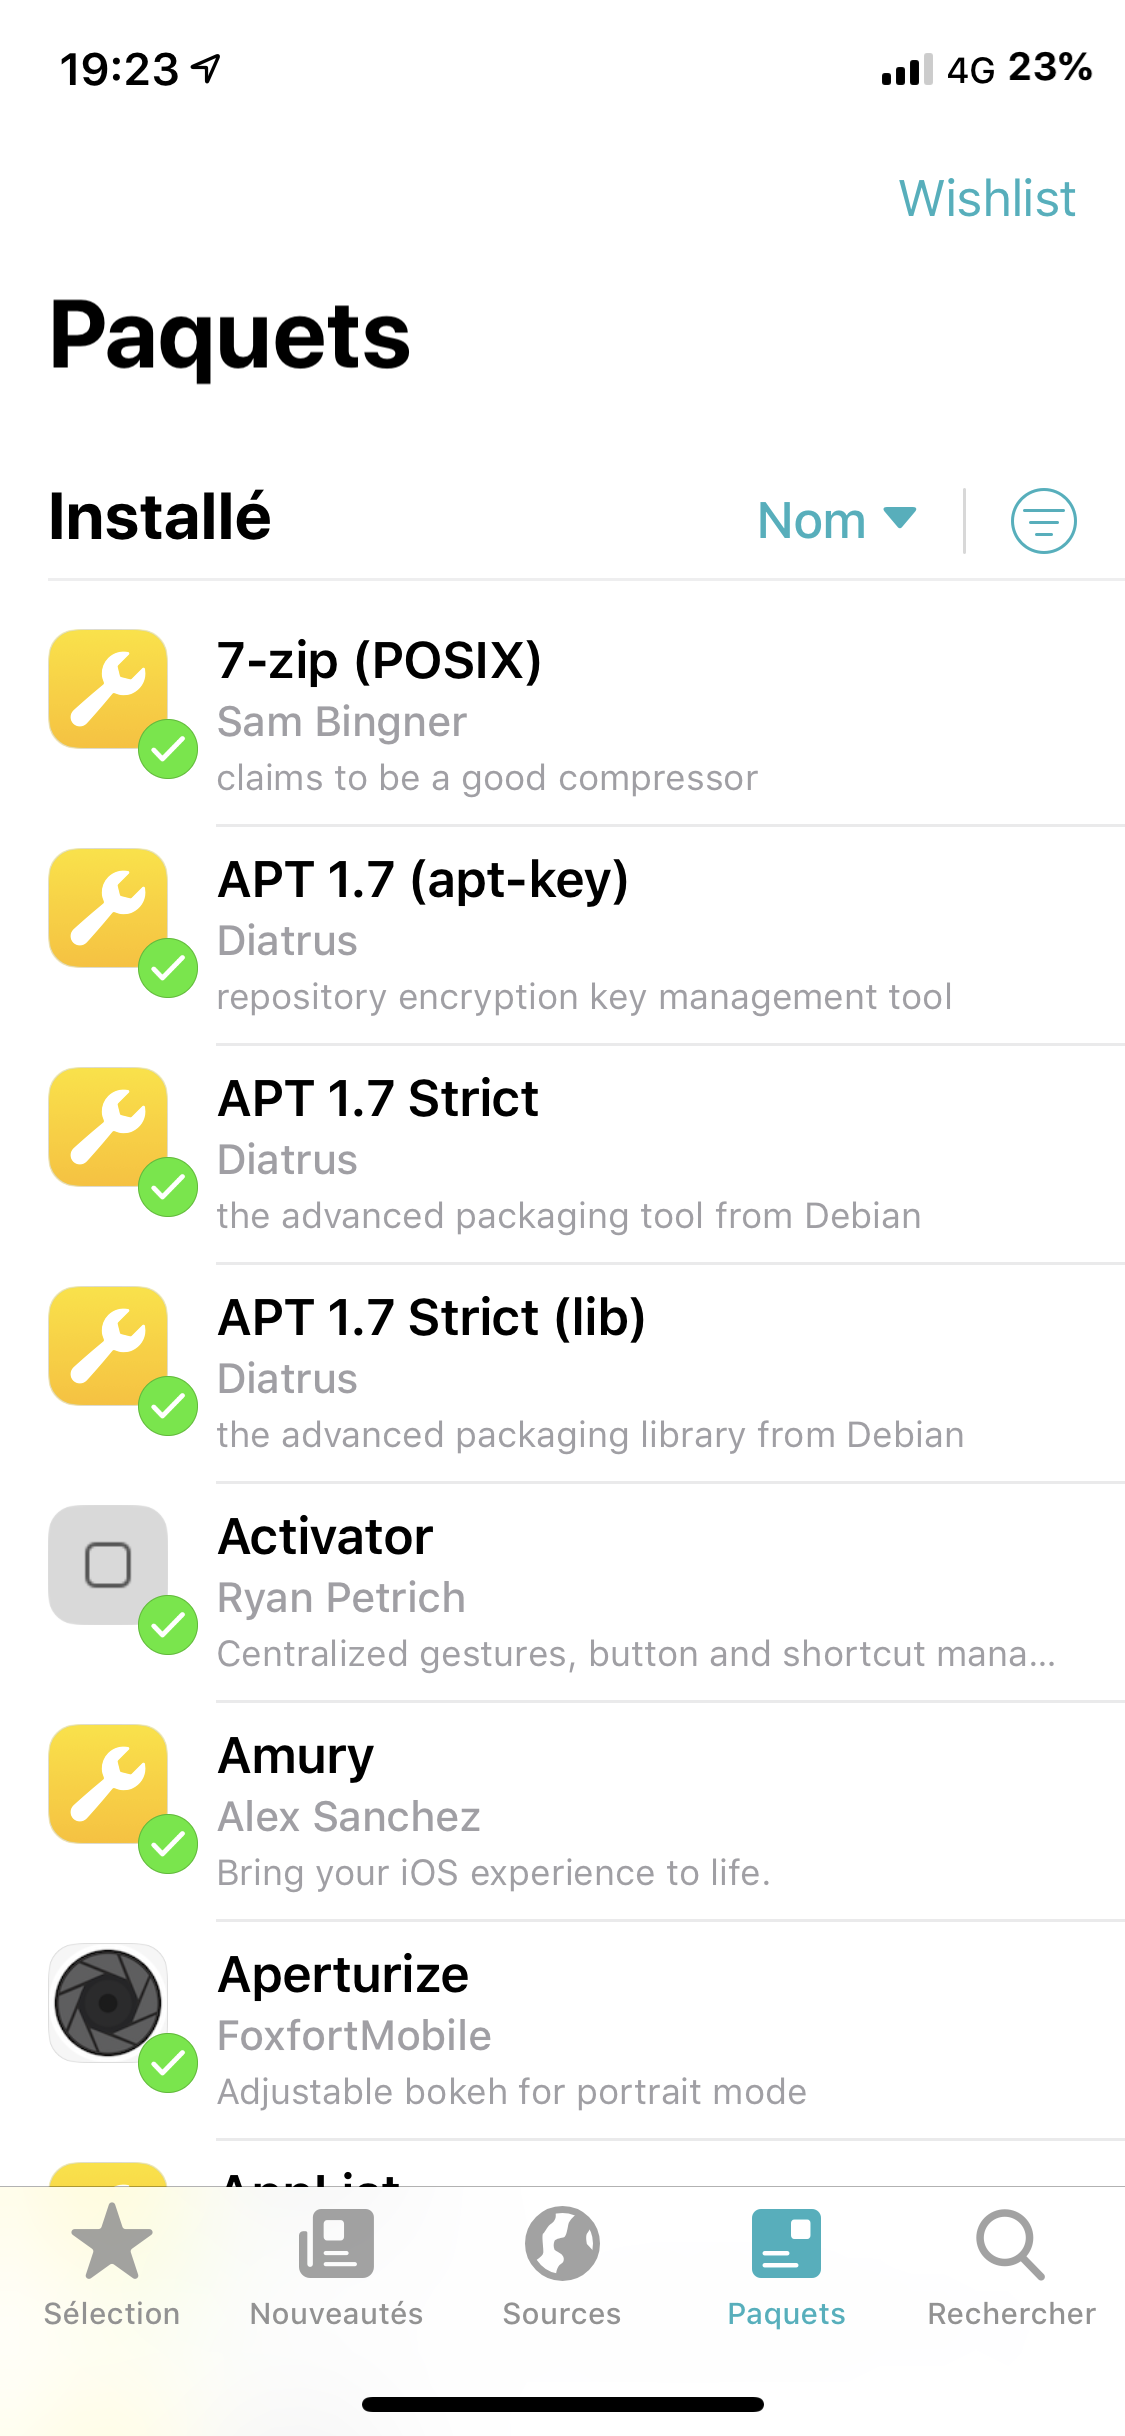 19:23 4G 23%
Wishlist
Paquets
Installé Nom
7-zip (POSIX)
Sam Bingner
claims to be a good compressor
APT 1.7 (apt-key)
Diatrus
repository encryption key management tool
APT 1.7 Strict
Diatrus
the advanced packaging tool from Debian
APT 1.7 Strict (lib)
Diatrus
the advanced packaging library from Debian
Activator
Ryan Petrich
Centralized gestures, button and shortcut mana...
Amury
Alex Sanchez
Bring your iOS experience to life.
Aperturize
FoxfortMobile
Adjustable bokeh for portrait mode
AppList
Sélection Nouveautés Sources Paquets Rechercher